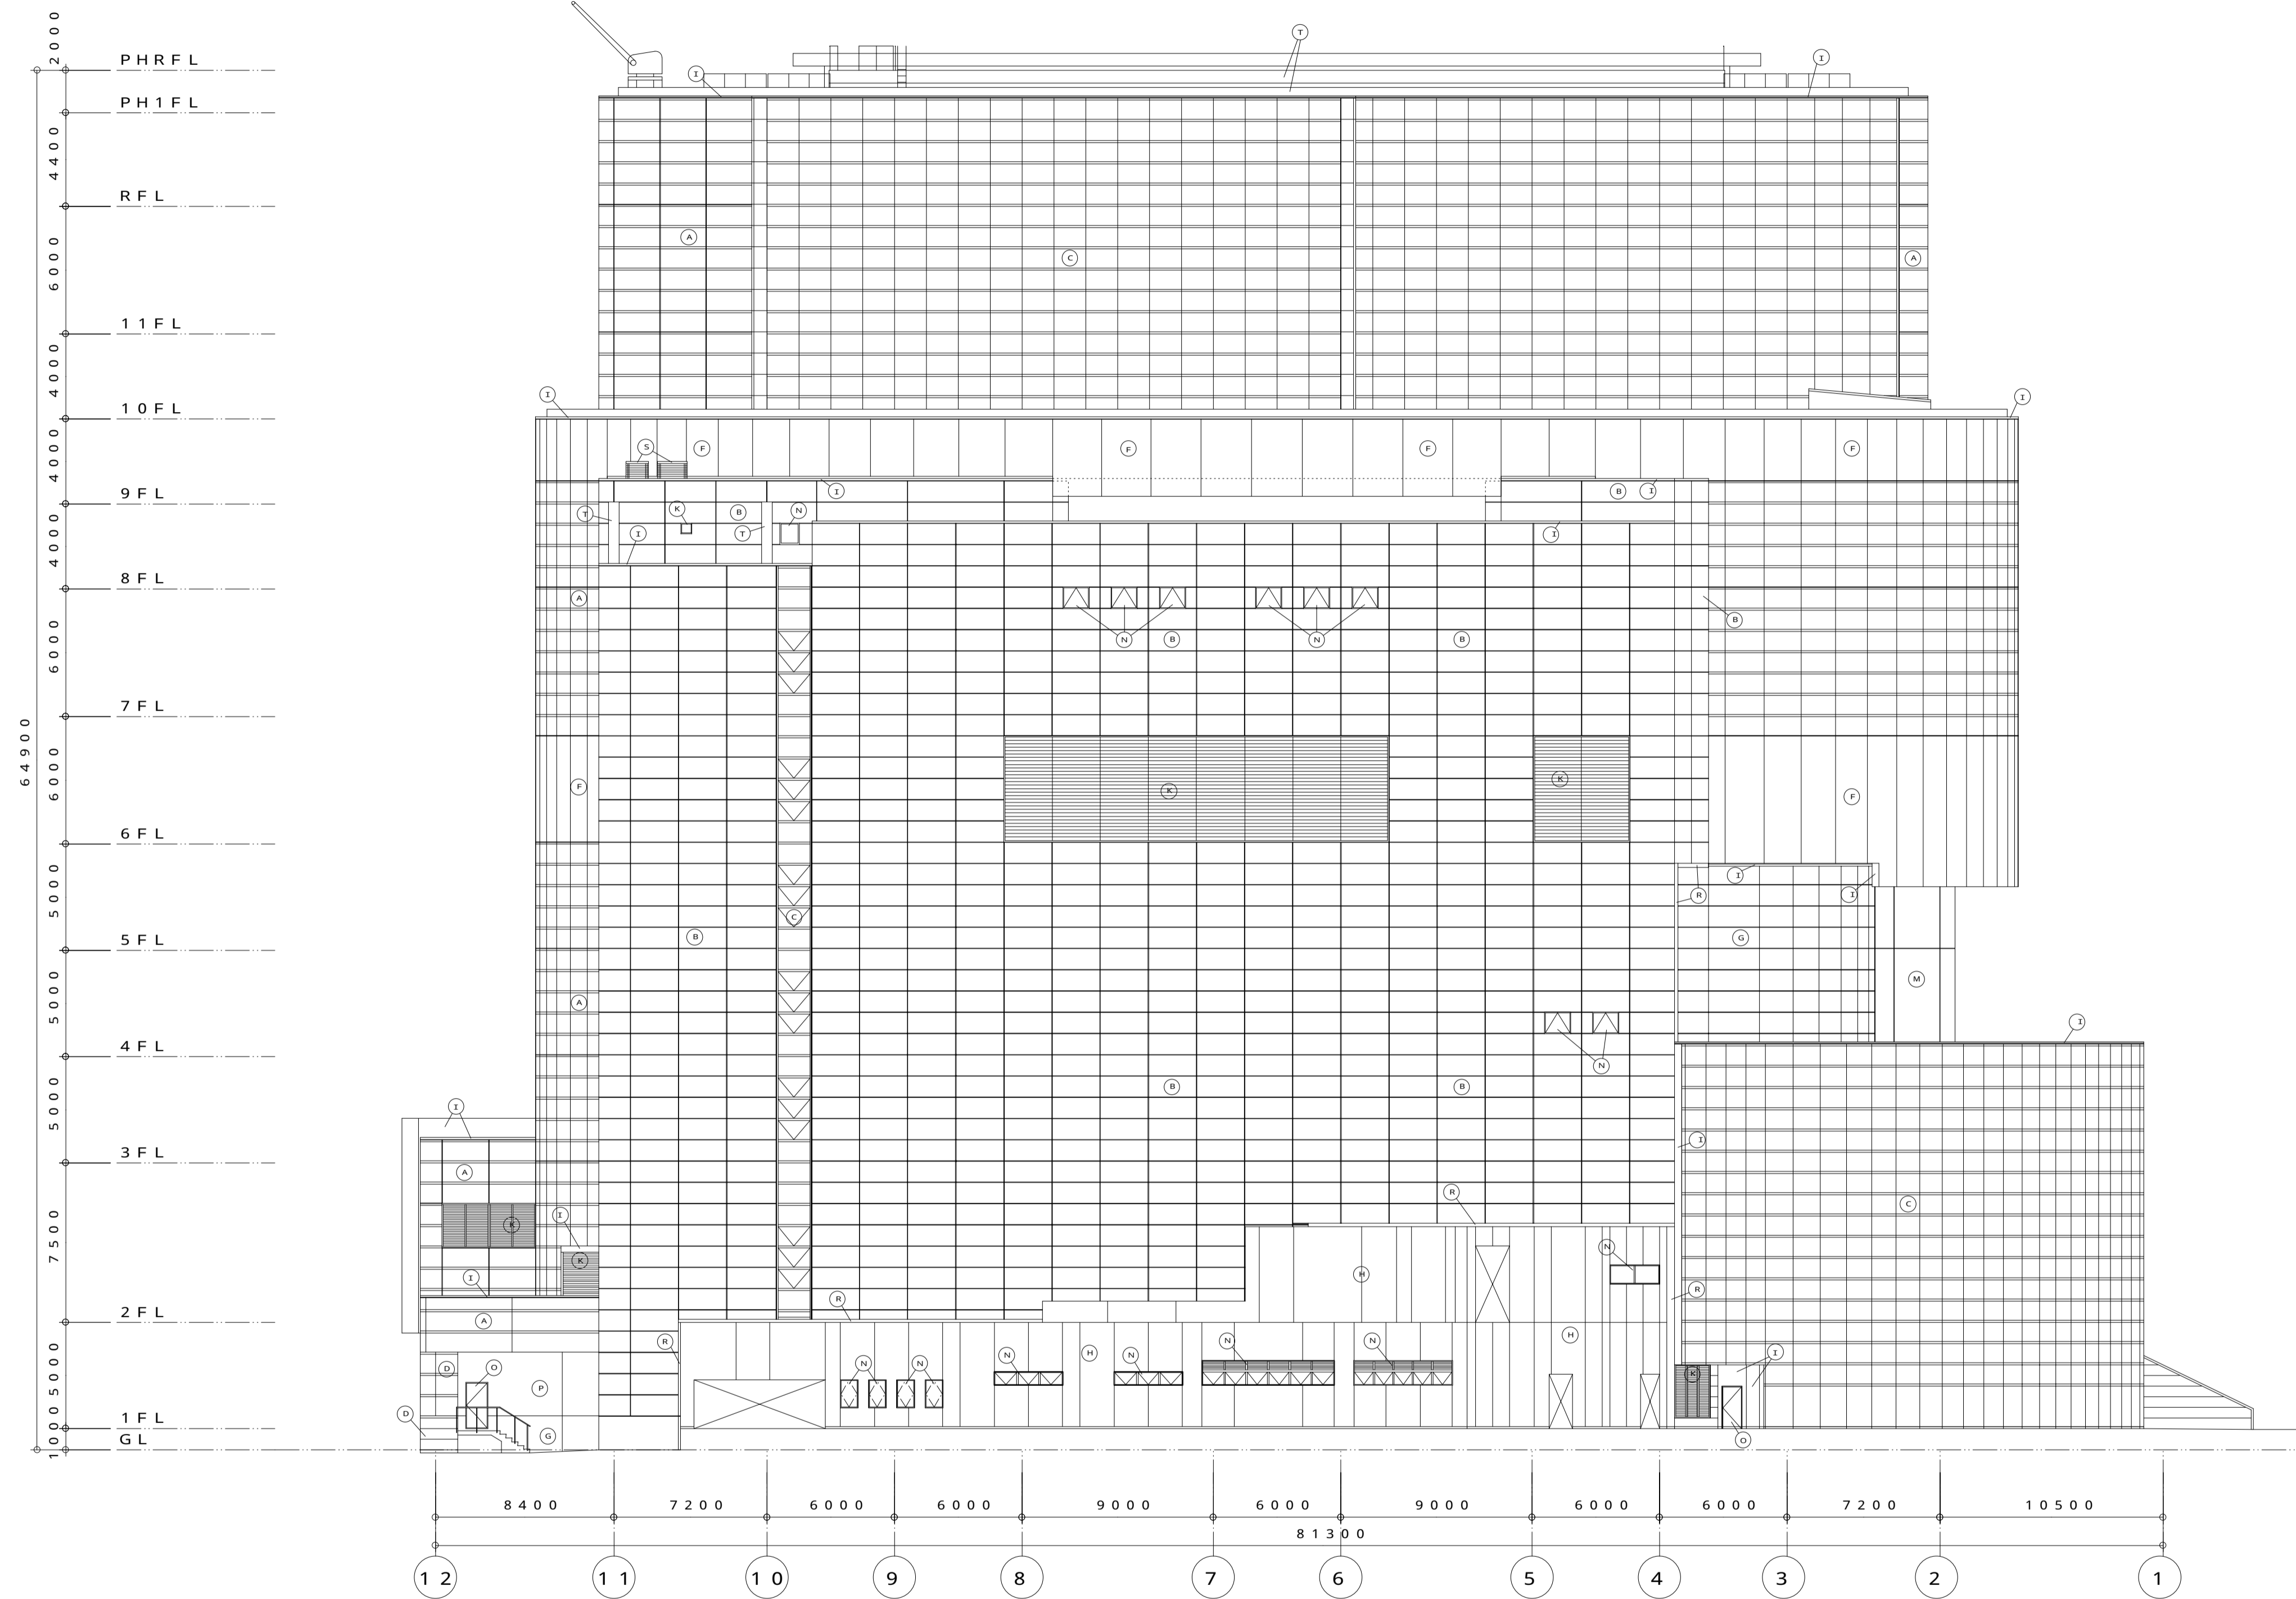 2000
PHRFL
PH1FL
4400
RFL
6000
11FL
4000
10FL
4000
9FL
4000
8FL
6000
7FL
6000
64900
6FL
5000
5FL
5000
4FL
5000
3FL
7500
2FL
5000
1FL
1000
GL
T
I
I
A
C
A
I
I
S
F
F
F
F
I
B
I
K
B
N
T
T
I
I
A
B
N
B
N
B
K
K
F
F
I
I
R
C
B
G
M
A
I
N
B
B
I
I
A
R
C
I
K
K
N
H
I
R
R
A
H
R
N
N
H
N
N
N
N
I
D
O
K
P
D
G
O
8400
7200
6000
6000
9000
6000
9000
6000
6000
7200
10500
81300
12
11
10
9
8
7
6
5
4
3
2
1